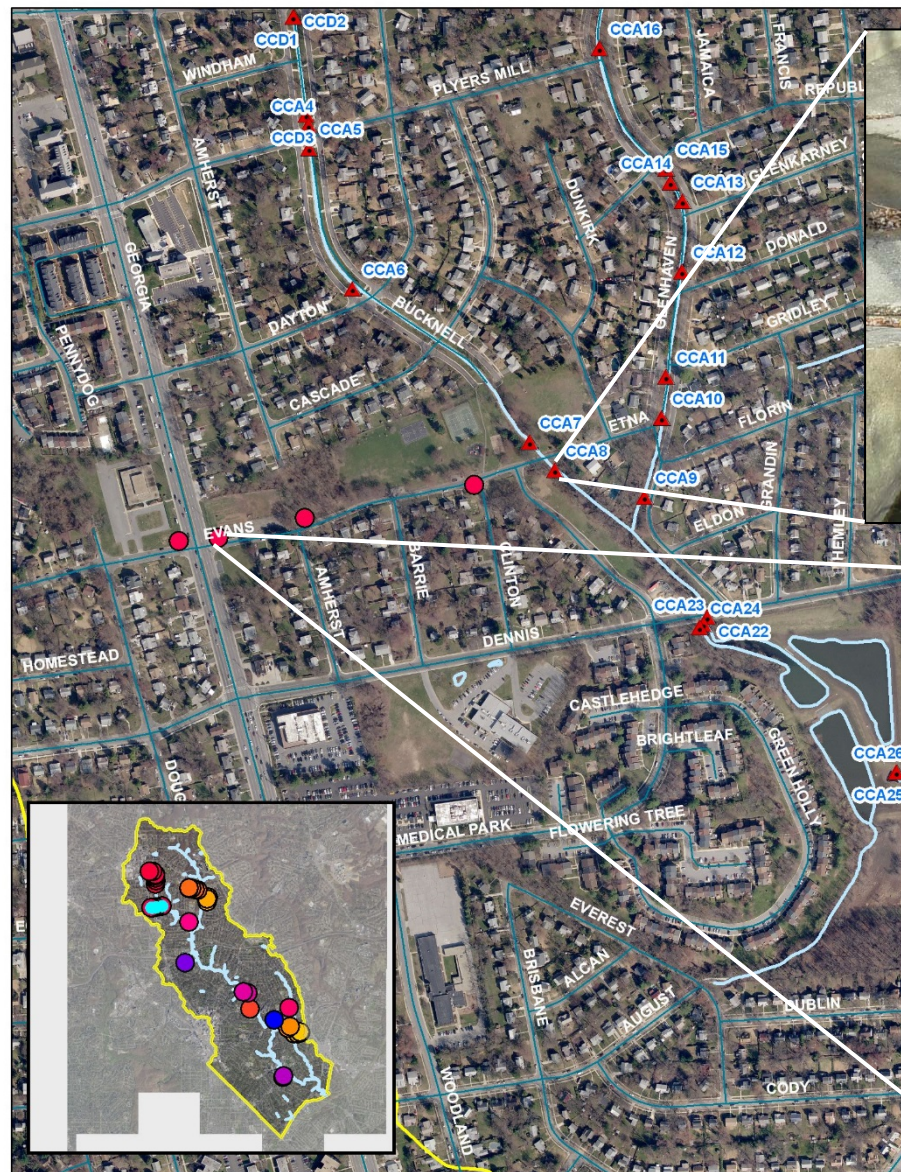 CCD2
CCD1
CCA16
WINDHAM
JAMAICA
FRANCIS
PLYERS MILL
REPUBL
CCA4
CCA5
CCD3
AMHERST
CCA15
CCA14
GLENKARNEY
CCA13
DUNKIRK
DONALD
GEORGIA
CCA12
CCA6
GLENHAVEN
BUCKNELL
DAYTON
GRIDLEY
PENNYDOG
CCA11
CASCADE
CCA10
FLORIN
ETNA
CCA7
CCA8
CCA9
GRANDIN
ELDON
HEMLEY
EVANS
BARRIE
CLINTON
AMHERST
CCA23
CCA24
CCA22
DENNIS
HOMESTEAD
CASTLEHEDGE
BRIGHTLEAF
GREEN HOLLY
CCA26
CCA25
DOUG
MEDICAL PARK
FLOWERING TREE
EVEREST
E
ALCAN
BRISBANE
AUGUST
DUBLIN
WOODLAND
CODY